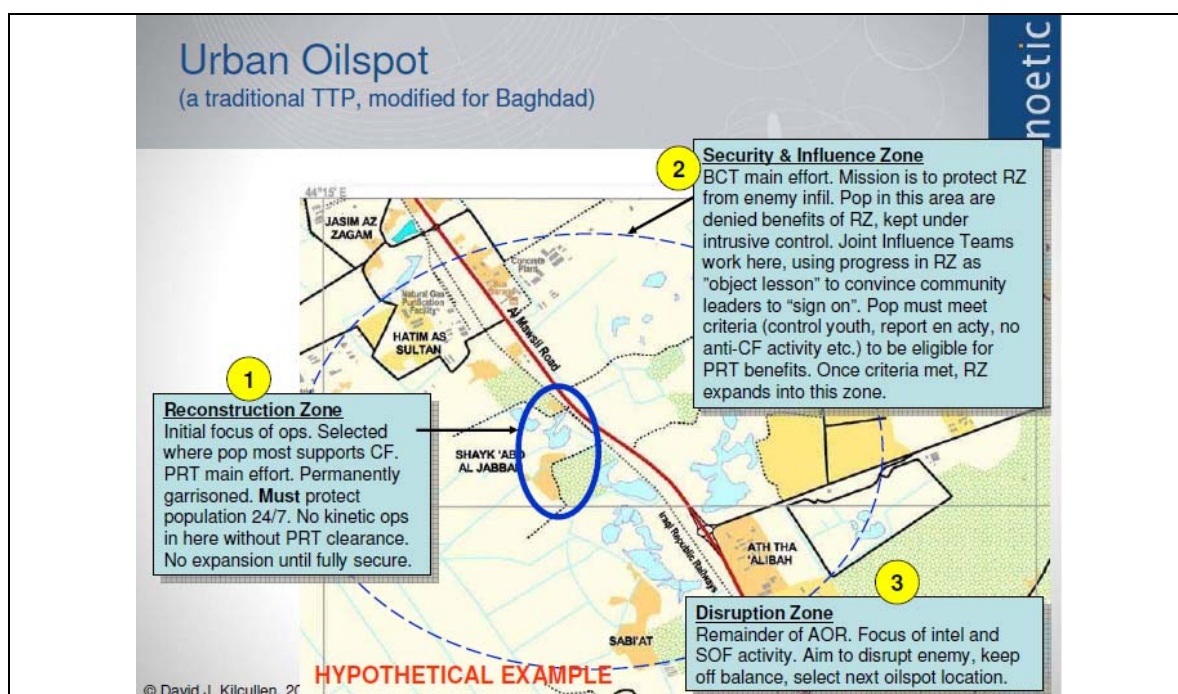 Urban Oilspot
(a traditional TTP, modified for Baghdad)
noetic
2
Security & Influence Zone
BCT main effort. Mission is to protect RZ
from enemy infil. Pop in this area are
denied benefits of RZ, kept under
intrusive control. Joint Influence Teams
work here, using progress in RZ as
"object lesson" to convince community
leaders to "sign on". Pop must meet
criteria (control youth, report en acty, no
anti-CF activity etc.) to be eligible for
PRT benefits. Once criteria met, RZ
expands into this zone.
44°15' E
JASIM AZ
ZAGAM
Concrete
Plant
Natural Gas
Purification
Facility
HATIM AS
SULTAN
Al Mawsil Road
1
Reconstruction Zone
Initial focus of ops. Selected
where pop most supports CF.
PRT main effort. Permanently
garrisoned. Must protect
population 24/7. No kinetic ops
in here without PRT clearance.
No expansion until fully secure.
SHAYK 'ABD
AL JABBAR
Iraqi Republic Railways
ATH THA
'ALIBAH
SABI'AT
3
Disruption Zone
Remainder of AOR. Focus of intel and
SOF activity. Aim to disrupt enemy, keep
off balance, select next oilspot location.
HYPOTHETICAL EXAMPLE
© David J. Kilcullen, 20